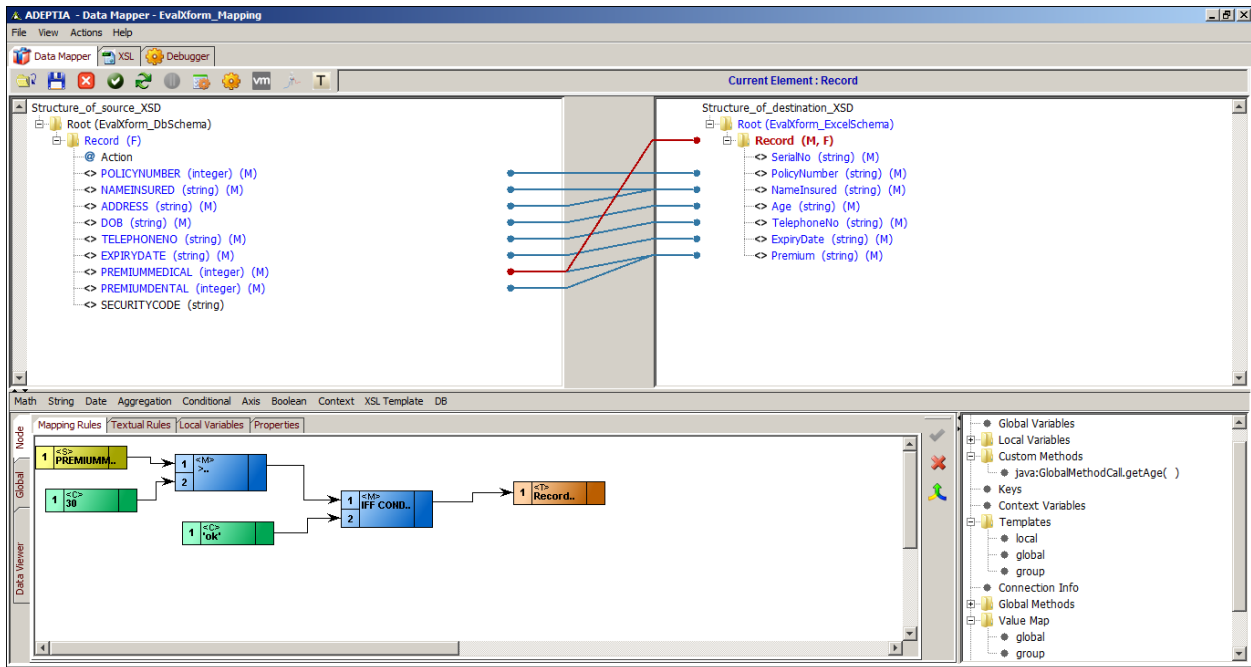 ADEPTIA - Data Mapper - EvalXform_Mapping
File View Actions Help
Data Mapper XSL Debugger
vm T Current Element : Record
Structure_of_source_XSD
Root (EvalXform_DbSchema)
Record (F)
@ Action
<> POLICYNUMBER (integer) (M)
<> NAMEINSURED (string) (M)
<> ADDRESS (string) (M)
<> DOB (string) (M)
<> TELEPHONENO (string) (M)
<> EXPIRYDATE (string) (M)
<> PREMIUMMEDICAL (integer) (M)
<> PREMIUMDENTAL (integer) (M)
<> SECURITYCODE (string)
Structure_of_destination_XSD
Root (EvalXform_ExcelSchema)
Record (M, F)
<> SerialNo (string) (M)
<> PolicyNumber (string) (M)
<> NameInsured (string) (M)
<> Age (string) (M)
<> TelephoneNo (string) (M)
<> ExpiryDate (string) (M)
<> Premium (string) (M)
Math String Date Aggregation Conditional Axis Boolean Context XSL Template DB
Node
Global
Data Viewer
Mapping Rules Textual Rules Local Variables Properties
1 <S>
PREMIUMM..
1 <C>
30
1 <M>
>..
2
1 <C>
'ok'
1 <M>
IFF COND..
2
1 <T>
Record..
Global Variables
Local Variables
Custom Methods
java:GlobalMethodCall.getAge( )
Keys
Context Variables
Templates
local
global
group
Connection Info
Global Methods
Value Map
global
group